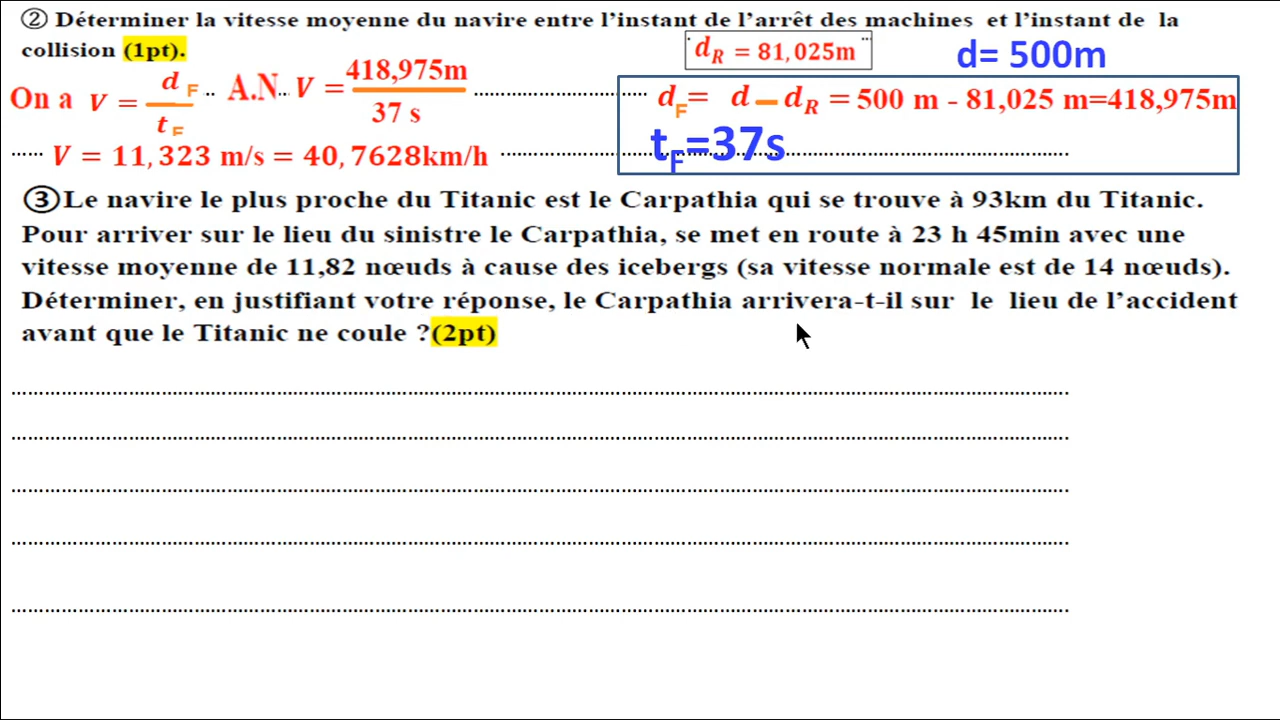 ② Déterminer la vitesse moyenne du navire entre l'instant de l'arrêt des machines et l'instant de la
collision (1pt).
d_R = 81,025m
d= 500m
On a V = d_F / t_F .. A.N... V = 418,975m / 37 s
d_F = d – d_R = 500 m - 81,025 m=418,975m
t_F=37s
...... V = 11,323 m/s = 40,7628km/h
③Le navire le plus proche du Titanic est le Carpathia qui se trouve à 93km du Titanic.
Pour arriver sur le lieu du sinistre le Carpathia, se met en route à 23 h 45min avec une
vitesse moyenne de 11,82 nœuds à cause des icebergs (sa vitesse normale est de 14 nœuds).
Déterminer, en justifiant votre réponse, le Carpathia arrivera-t-il sur le lieu de l'accident
avant que le Titanic ne coule ?(2pt)